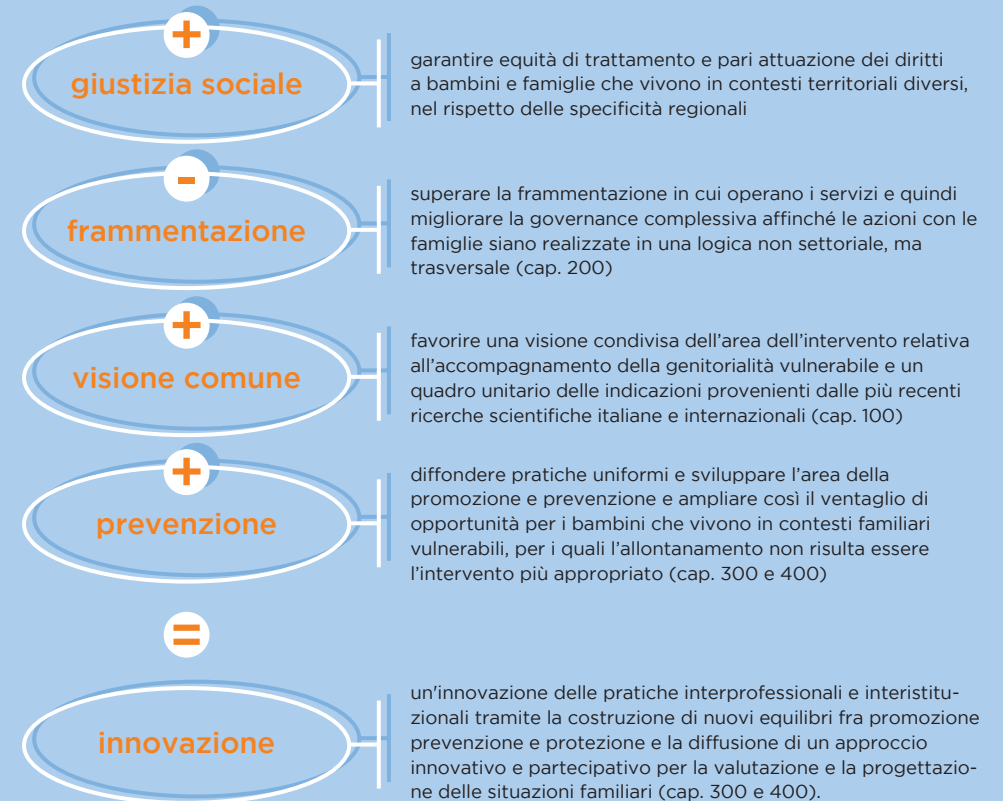 +
giustizia sociale
garantire equità di trattamento e pari attuazione dei diritti
a bambini e famiglie che vivono in contesti territoriali diversi,
nel rispetto delle specificità regionali
-
frammentazione
superare la frammentazione in cui operano i servizi e quindi
migliorare la governance complessiva affinché le azioni con le
famiglie siano realizzate in una logica non settoriale, ma
trasversale (cap. 200)
+
visione comune
favorire una visione condivisa dell’area dell’intervento relativa
all’accompagnamento della genitorialità vulnerabile e un
quadro unitario delle indicazioni provenienti dalle più recenti
ricerche scientifiche italiane e internazionali (cap. 100)
+
prevenzione
diffondere pratiche uniformi e sviluppare l’area della
promozione e prevenzione e ampliare così il ventaglio di
opportunità per i bambini che vivono in contesti familiari
vulnerabili, per i quali l’allontanamento non risulta essere
l’intervento più appropriato (cap. 300 e 400)
=
innovazione
un'innovazione delle pratiche interprofessionali e interistitu-
zionali tramite la costruzione di nuovi equilibri fra promozione
prevenzione e protezione e la diffusione di un approccio
innovativo e partecipativo per la valutazione e la progettazio-
ne delle situazioni familiari (cap. 300 e 400).